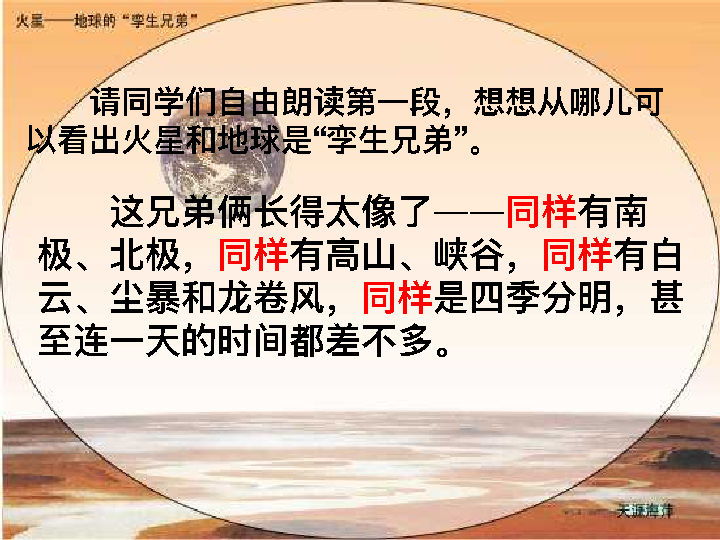 火星——地球的“孪生兄弟”
请同学们自由朗读第一段，想想从哪儿可
以看出火星和地球是“孪生兄弟”。
这兄弟俩长得太像了——同样有南
极、北极，同样有高山、峡谷，同样有白
云、尘暴和龙卷风，同样是四季分明，甚
至连一天的时间都差不多。
天涯海洋